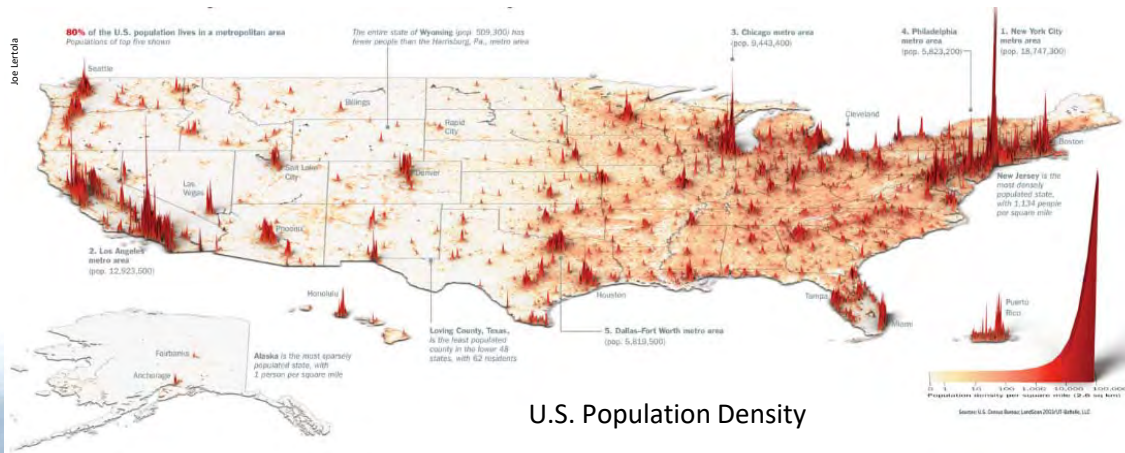 Joe Lertola
80% of the U.S. population lives in a metropolitan area
Populations of top five shown
The entire state of Wyoming (pop. 509,300) has
fewer people than the Harrisburg, Pa., metro area
3. Chicago metro area
(pop. 9,443,400)
4. Philadelphia
metro area
(pop. 5,823,200)
1. New York City
metro area
(pop. 18,747,300)
Seattle
Billings
Rapid
City
Cleveland
Boston
Salt Lake
City
Denver
Las
Vegas
New Jersey is the
most densely
populated state,
with 1,134 people
per square mile
Phoenix
2. Los Angeles
metro area
(pop. 12,923,500)
Honolulu
Houston
Tampa
Miami
Puerto
Rico
Loving County, Texas,
is the least populated
county in the lower 48
states, with 62 residents
5. Dallas–Fort Worth metro area
(pop. 5,819,500)
Fairbanks
Anchorage
Alaska is the most sparsely
populated state, with
1 person per square mile
0 1 10 100 1,000 10,000 100,000
Population density per square mile (2.6 sq km)
U.S. Population Density